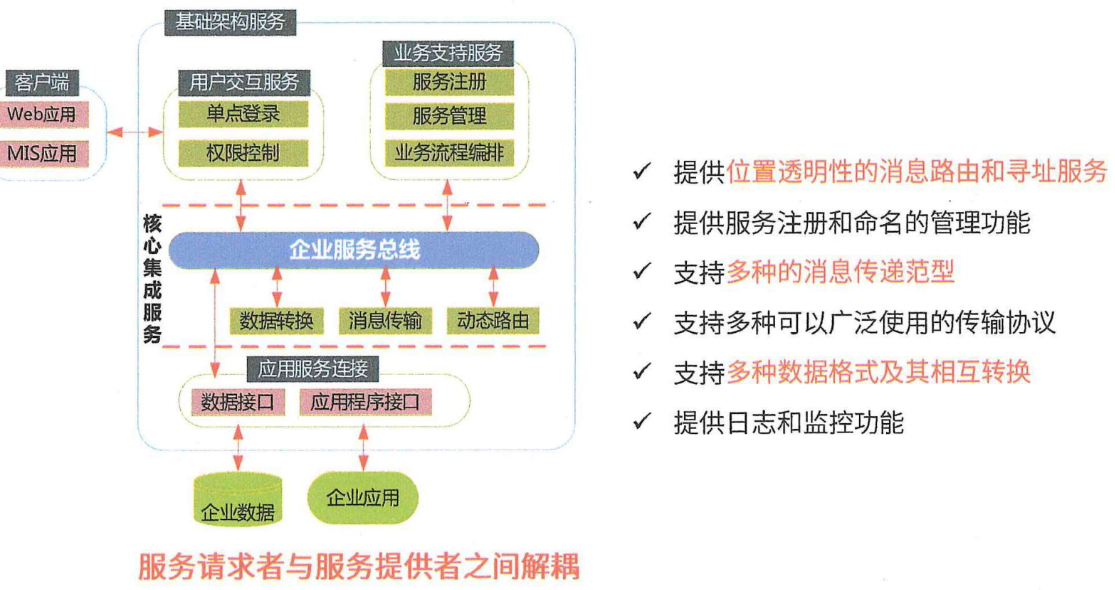 基础架构服务
业务支持服务
客户端
用户交互服务
服务注册
Web应用
单点登录
服务管理
MIS应用
权限控制
业务流程编排
核心集成服务
企业服务总线
数据转换
消息传输
动态路由
应用服务连接
数据接口
应用程序接口
企业数据
企业应用
服务请求者与服务提供者之间解耦
✓ 提供位置透明性的消息路由和寻址服务
✓ 提供服务注册和命名的管理功能
✓ 支持多种的消息传递范型
✓ 支持多种可以广泛使用的传输协议
✓ 支持多种数据格式及其相互转换
✓ 提供日志和监控功能